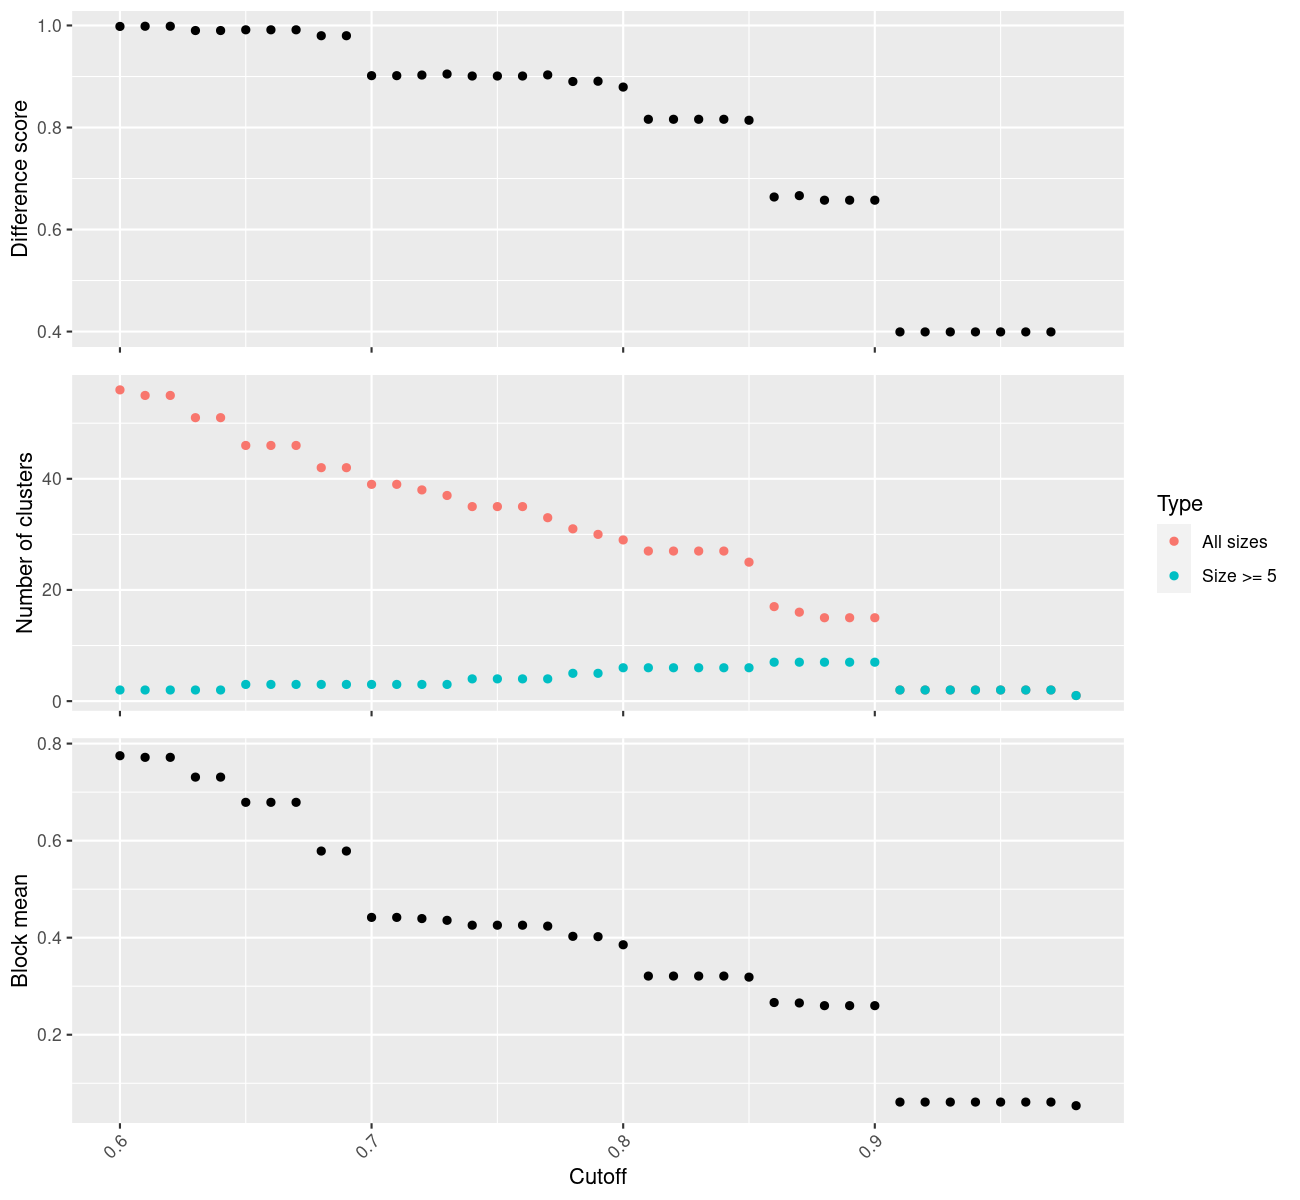 Difference score
1.0
0.8
0.6
0.4
Number of clusters
40
20
0
Type
All sizes
Size >= 5
Block mean
0.8
0.6
0.4
0.2
0.6
0.7
0.8
0.9
Cutoff